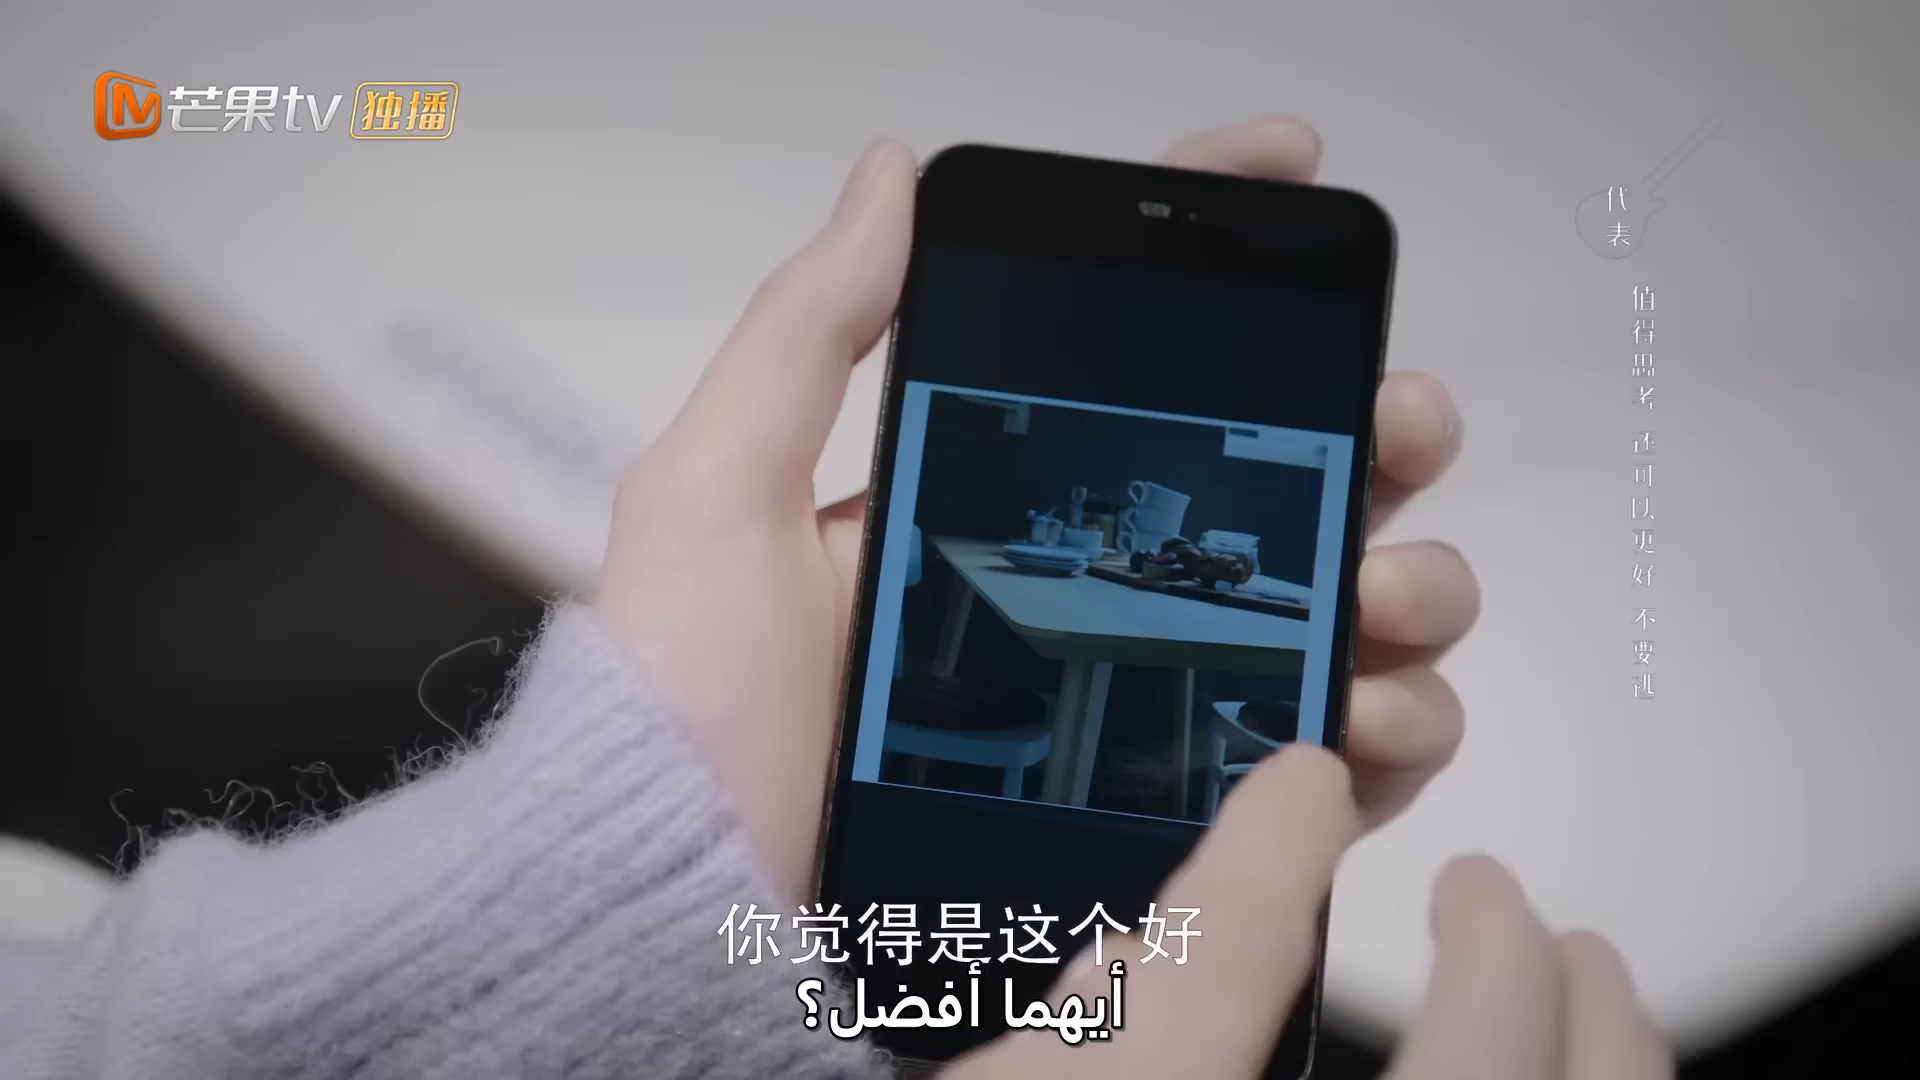 芒果tv 独播
代表
值得思考 还可以更好 不要逃
你觉得是这个好
أيهما أفضل؟